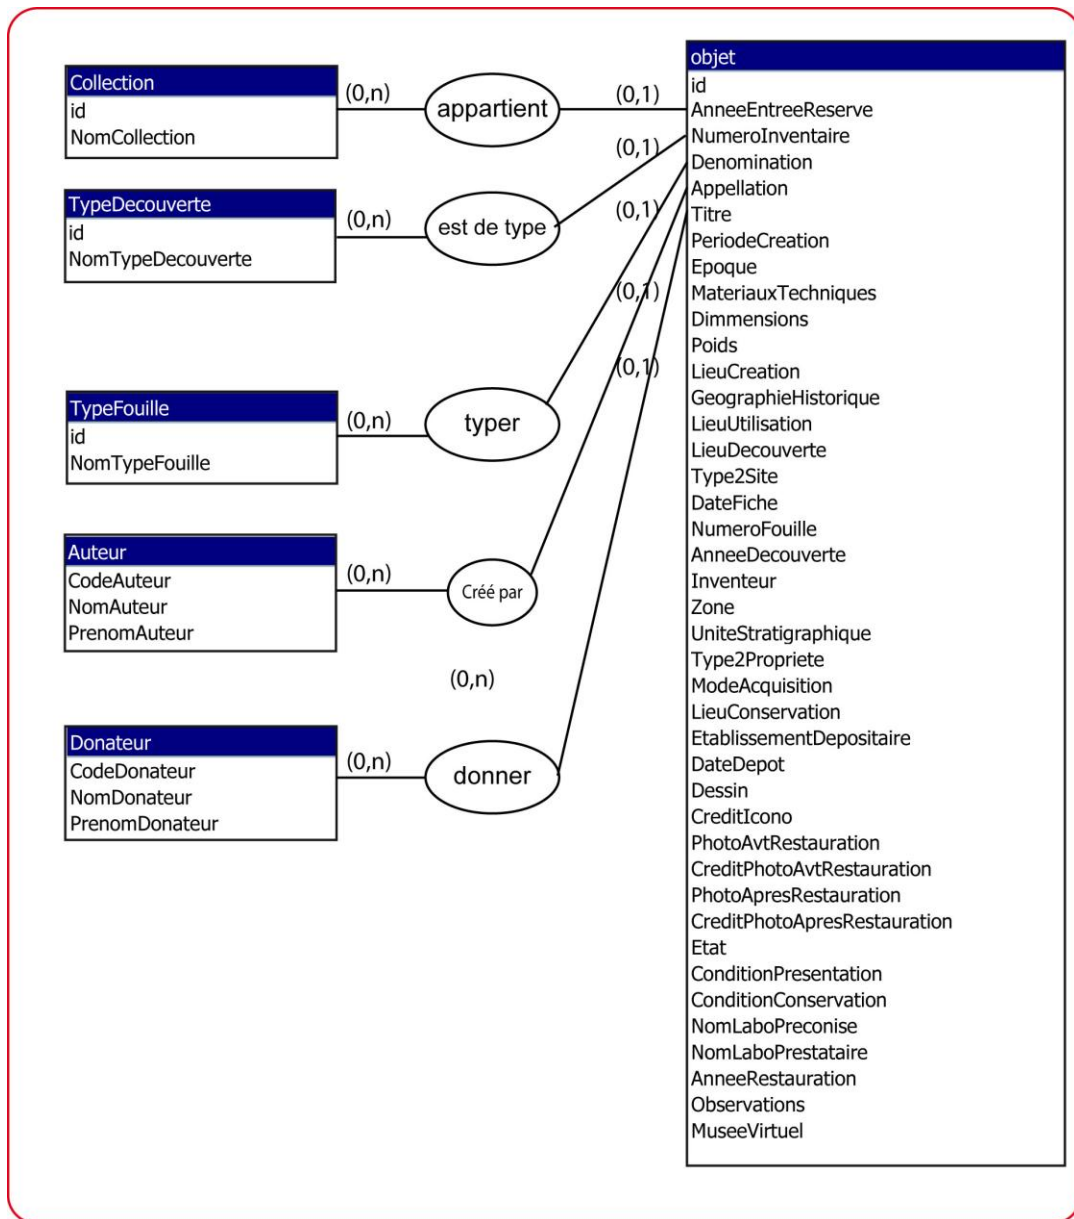 Collection
id
NomCollection
(0,n)
appartient
(0,1)
TypeDecouverte
id
NomTypeDecouverte
(0,n)
est de type
(0,1)
TypeFouille
id
NomTypeFouille
(0,n)
typer
(0,1)
Auteur
CodeAuteur
NomAuteur
PrenomAuteur
(0,n)
Créé par
(0,1)
(0,n)
Donateur
CodeDonateur
NomDonateur
PrenomDonateur
(0,n)
donner
(0,1)
objet
id
AnneeEntreeReserve
NumeroInventaire
Denomination
Appellation
Titre
PeriodeCreation
Epoque
MateriauxTechniques
Dimmensions
Poids
LieuCreation
GeographieHistorique
LieuUtilisation
LieuDecouverte
Type2Site
DateFiche
NumeroFouille
AnneeDecouverte
Inventeur
Zone
UniteStratigraphique
Type2Propriete
ModeAcquisition
LieuConservation
EtablissementDepositaire
DateDepot
Dessin
CreditIcono
PhotoAvtRestauration
CreditPhotoAvtRestauration
PhotoApresRestauration
CreditPhotoApresRestauration
Etat
ConditionPresentation
ConditionConservation
NomLaboPreconise
NomLaboPrestataire
AnneeRestauration
Observations
MuseeVirtuel